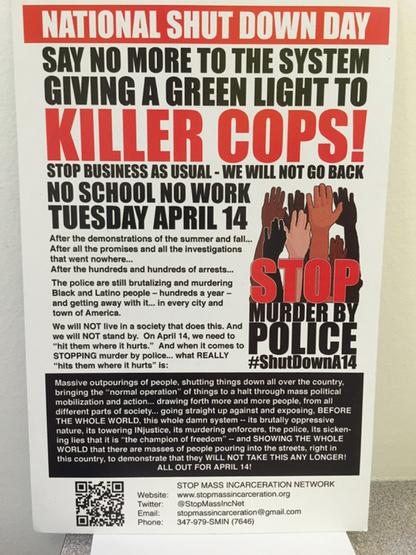 NATIONAL SHUT DOWN DAY
SAY NO MORE TO THE SYSTEM
GIVING A GREEN LIGHT TO
KILLER COPS!
STOP BUSINESS AS USUAL - WE WILL NOT GO BACK
NO SCHOOL NO WORK
TUESDAY APRIL 14
After the demonstrations of the summer and fall...
After all the promises and all the investigations
that went nowhere...
After the hundreds and hundreds of arrests...
The police are still brutalizing and murdering
Black and Latino people – hundreds a year –
and getting away with it... in every city and
town of America.
We will NOT live in a society that does this. And
we will NOT stand by. On April 14, we need to
“hit them where it hurts.” And when it comes to
STOPPING murder by police... what REALLY
“hits them where it hurts” is:
STOP
MURDER BY
POLICE
#ShutDownA14
Massive outpourings of people, shutting things down all over the country,
bringing the “normal operation” of things to a halt through mass political
mobilization and action... drawing forth more and more people, from all
different parts of society... going straight up against and exposing, BEFORE
THE WHOLE WORLD, this whole damn system – its brutally oppressive
nature, its towering INjustice, its murdering enforcers, the police, its sicken-
ing lies that it is “the champion of freedom” -- and SHOWING THE WHOLE
WORLD that there are masses of people pouring into the streets, right in
this country, to demonstrate that they WILL NOT TAKE THIS ANY LONGER!
ALL OUT FOR APRIL 14!
STOP MASS INCARCERATION NETWORK
Website: www.stopmassincarceration.org
Twitter: @StopMassIncNet
Email: stopmassincarceration@gmail.com
Phone: 347-979-SMIN (7646)